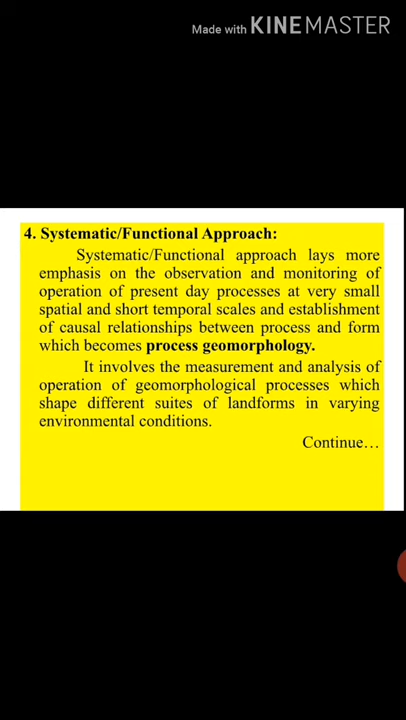 Made with KINEMASTER
4. Systematic/Functional Approach:
Systematic/Functional approach lays more
emphasis on the observation and monitoring of
operation of present day processes at very small
spatial and short temporal scales and establishment
of causal relationships between process and form
which becomes process geomorphology.
It involves the measurement and analysis of
operation of geomorphological processes which
shape different suites of landforms in varying
environmental conditions.
Continue…